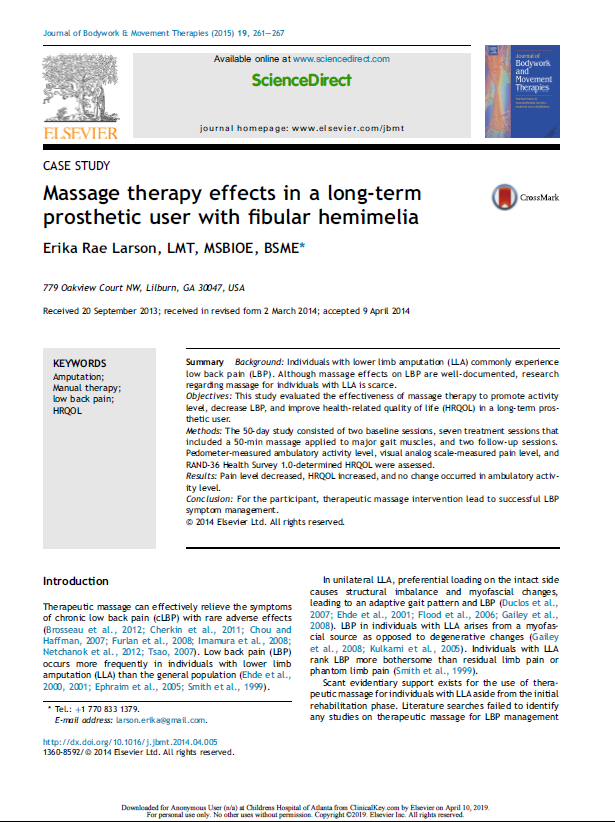 Journal of Bodywork & Movement Therapies (2015) 19, 261–267
Available online at www.sciencedirect.com
ScienceDirect
journal homepage: www.elsevier.com/jbmt
ELSEVIER
Journal of
Bodywork
and
Movement
Therapies
CASE STUDY
Massage therapy effects in a long-term
prosthetic user with fibular hemimelia
CrossMark
Erika Rae Larson, LMT, MSBIOE, BSME*
779 Oakview Court NW, Lilburn, GA 30047, USA
Received 20 September 2013; received in revised form 2 March 2014; accepted 9 April 2014
KEYWORDS
Amputation;
Manual therapy;
low back pain;
HRQOL
Summary Background: Individuals with lower limb amputation (LLA) commonly experience
low back pain (LBP). Although massage effects on LBP are well-documented, research
regarding massage for individuals with LLA is scarce.
Objectives: This study evaluated the effectiveness of massage therapy to promote activity
level, decrease LBP, and improve health-related quality of life (HRQOL) in a long-term pros-
thetic user.
Methods: The 50-day study consisted of two baseline sessions, seven treatment sessions that
included a 50-min massage applied to major gait muscles, and two follow-up sessions.
Pedometer-measured ambulatory activity level, visual analog scale-measured pain level, and
RAND-36 Health Survey 1.0-determined HRQOL were assessed.
Results: Pain level decreased, HRQOL increased, and no change occurred in ambulatory activ-
ity level.
Conclusion: For the participant, therapeutic massage intervention lead to successful LBP
symptom management.
© 2014 Elsevier Ltd. All rights reserved.
Introduction
Therapeutic massage can effectively relieve the symptoms
of chronic low back pain (cLBP) with rare adverse effects
(Brosseau et al., 2012; Cherkin et al., 2011; Chou and
Haffman, 2007; Furlan et al., 2008; Imamura et al., 2008;
Netchanok et al., 2012; Tsao, 2007). Low back pain (LBP)
occurs more frequently in individuals with lower limb
amputation (LLA) than the general population (Ehde et al.,
2000, 2001; Ephraim et al., 2005; Smith et al., 1999).
* Tel.: +1 770 833 1379.
E-mail address: larson.erika@gmail.com.
In unilateral LLA, preferential loading on the intact side
causes structural imbalance and myofascial changes,
leading to an adaptive gait pattern and LBP (Duclos et al.,
2007; Ehde et al., 2001; Flood et al., 2006; Gailey et al.,
2008). LBP in individuals with LLA arises from a myofas-
cial source as opposed to degenerative changes (Gailey
et al., 2008; Kulkami et al., 2005). Individuals with LLA
rank LBP more bothersome than residual limb pain or
phantom limb pain (Smith et al., 1999).
Scant evidentiary support exists for the use of thera-
peutic massage for individuals with LLA aside from the initial
rehabilitation phase. Literature searches failed to identify
any studies on therapeutic massage for LBP management
http://dx.doi.org/10.1016/j.jbmt.2014.04.005
1360-8592/© 2014 Elsevier Ltd. All rights reserved.
Downloaded for Anonymous User (n/a) at Childrens Hospital of Atlanta from ClinicalKey.com by Elsevier on April 10, 2019.
For personal use only. No other uses without permission. Copyright ©2019. Elsevier Inc. All rights reserved.